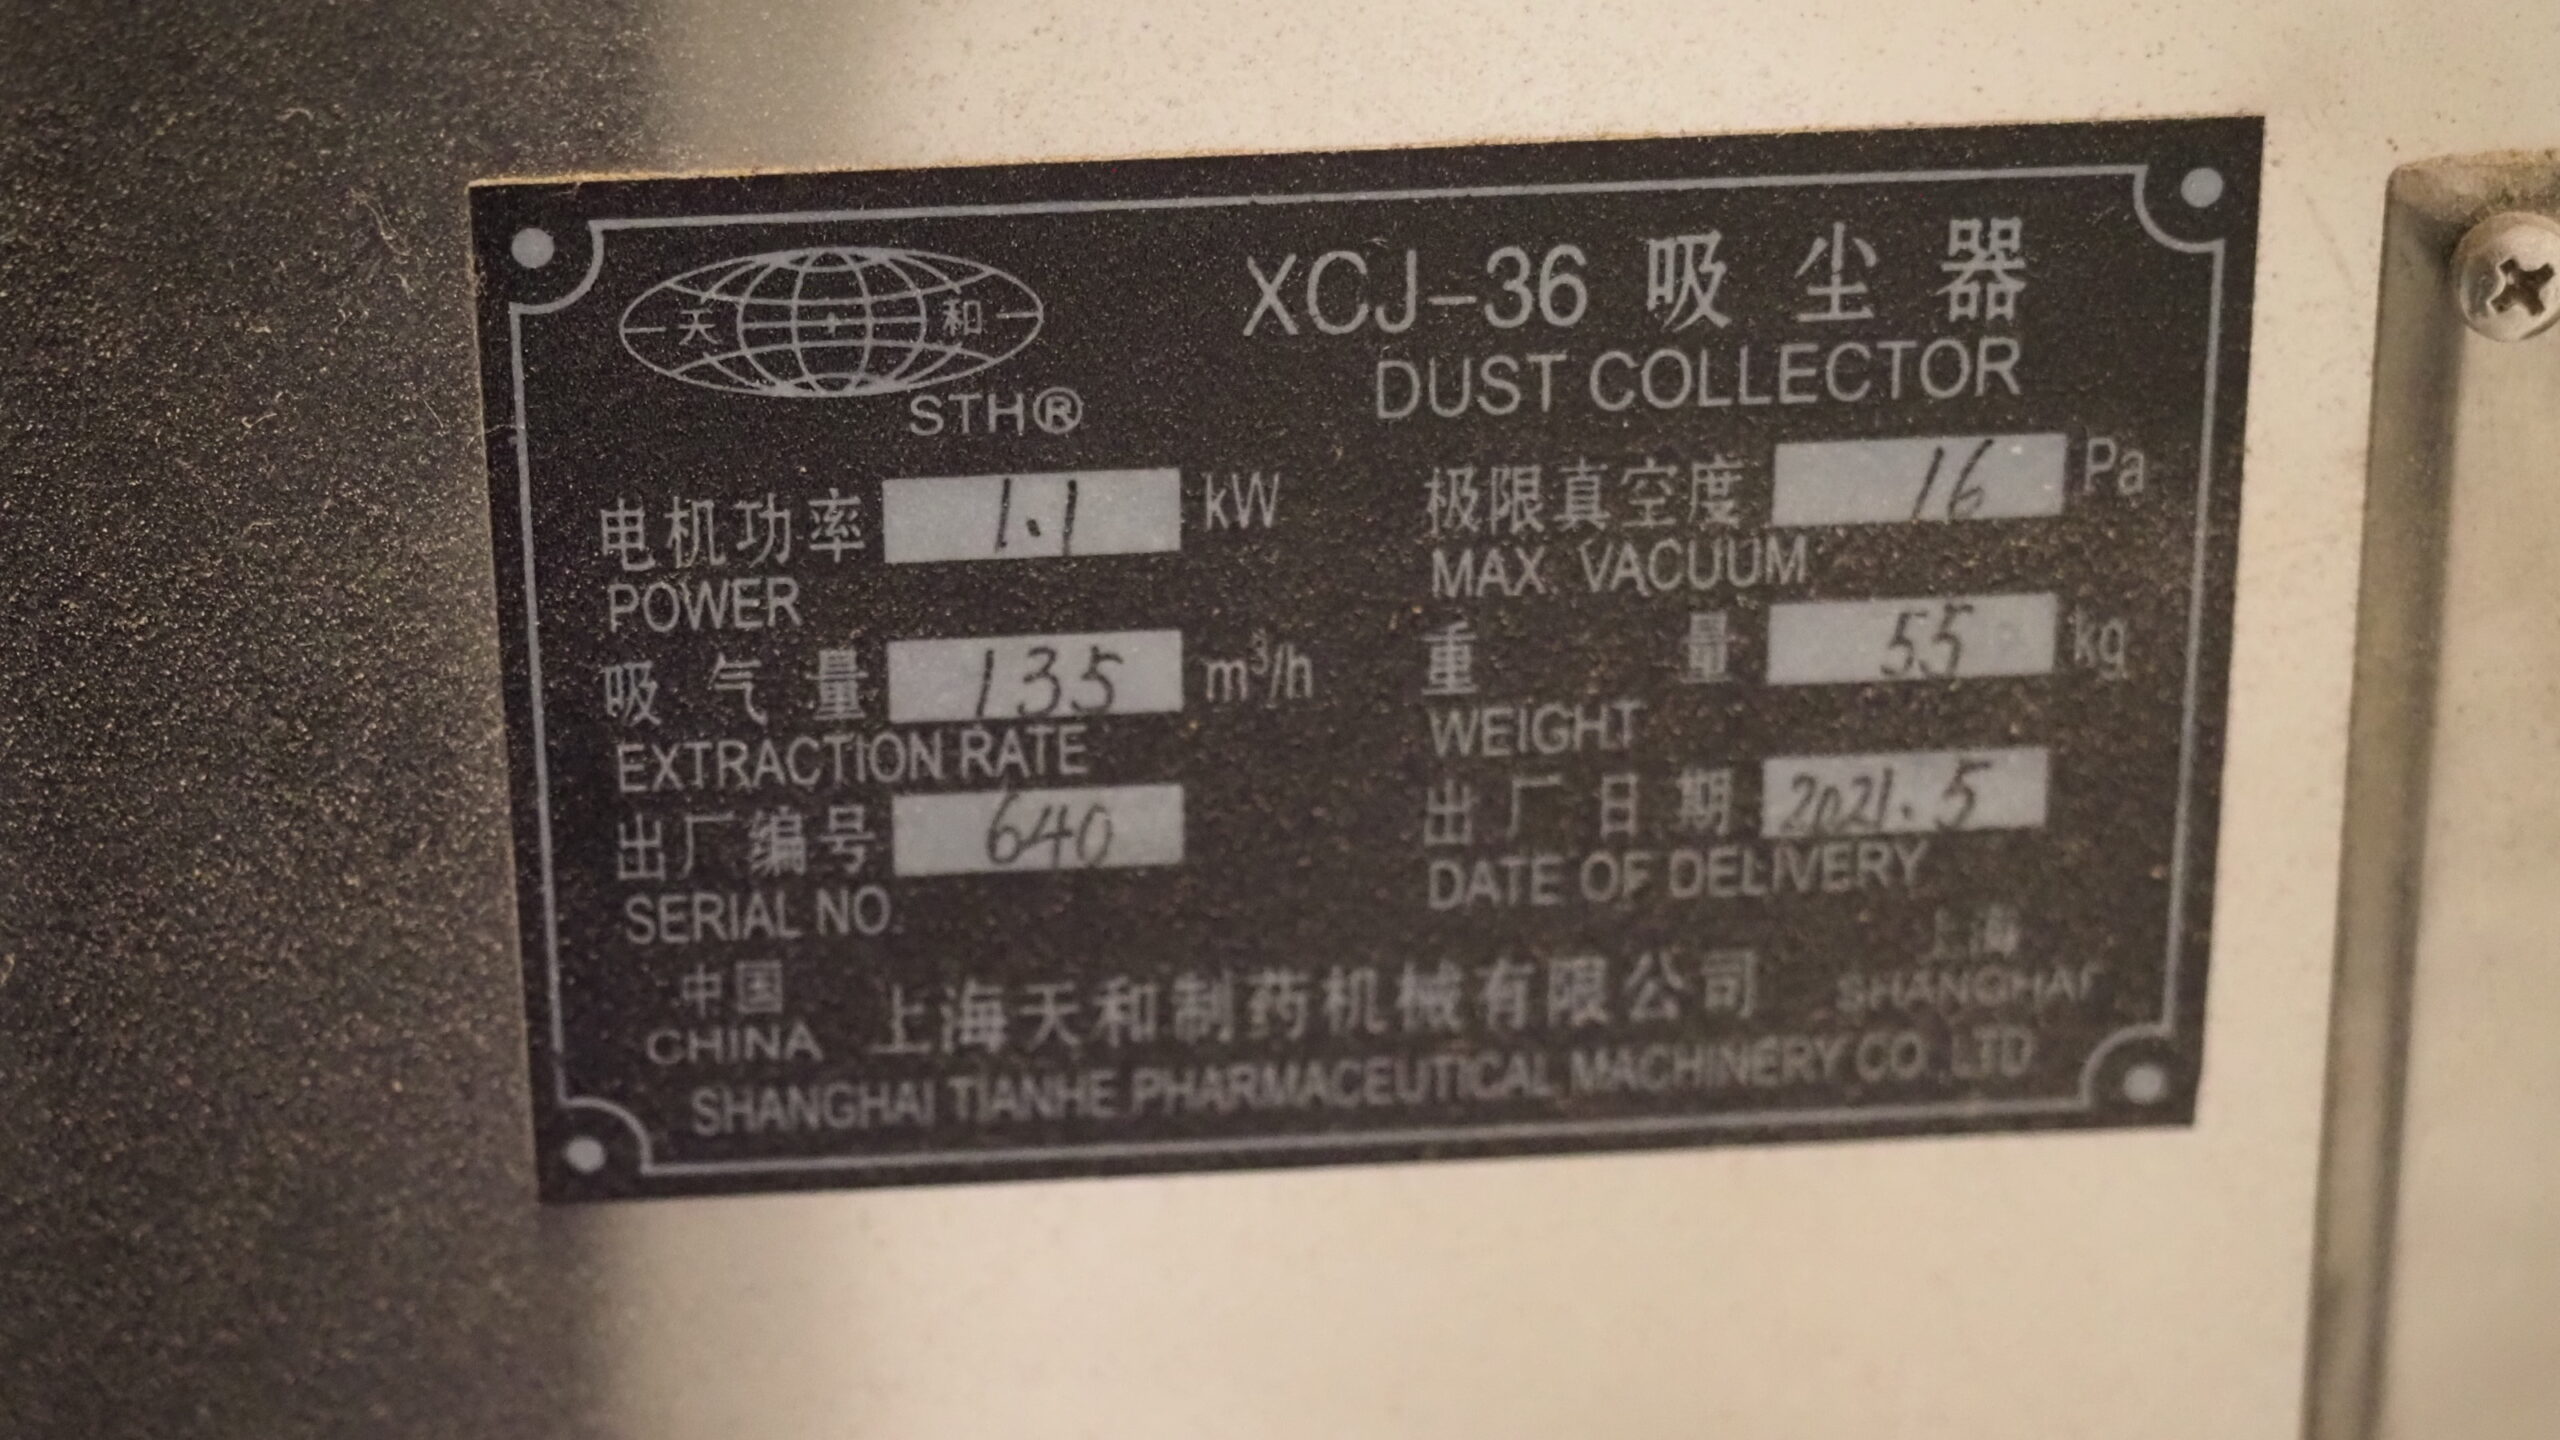 天 和
STH®
XCJ-36 吸尘器
DUST COLLECTOR
电机功率 1.1 kW
POWER
极限真空度 16 Pa
MAX. VACUUM
吸气量 135 m³/h
EXTRACTION RATE
重量 55 kg
WEIGHT
出厂编号 640
SERIAL NO.
出厂日期 2021.5
DATE OF DELIVERY
中国 上海天和制药机械有限公司 上海
CHINA SHANGHAI
SHANGHAI TIANHE PHARMACEUTICAL MACHINERY CO.,LTD